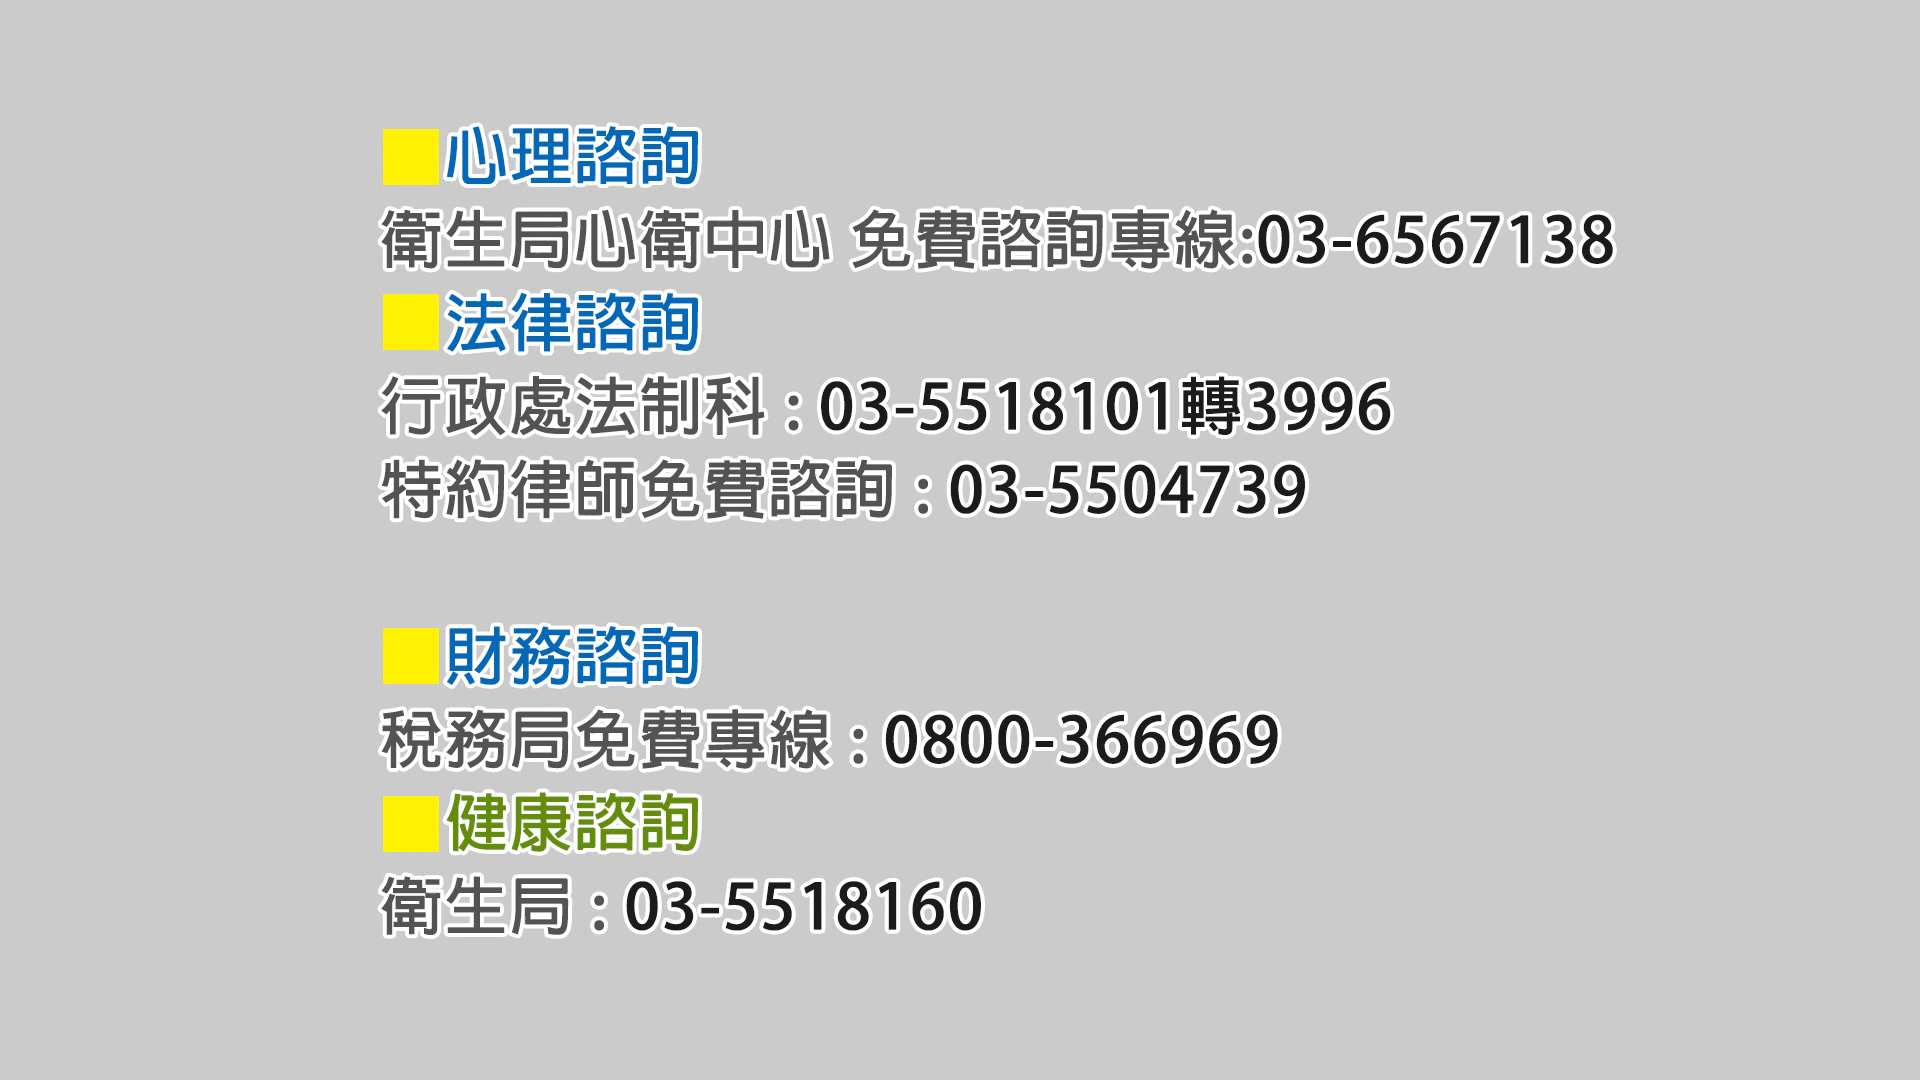 ■心理諮詢
衛生局心衛中心 免費諮詢專線:03-6567138
■法律諮詢
行政處法制科 : 03-5518101轉3996
特約律師免費諮詢 : 03-5504739
■財務諮詢
稅務局免費專線 : 0800-366969
■健康諮詢
衛生局 : 03-5518160